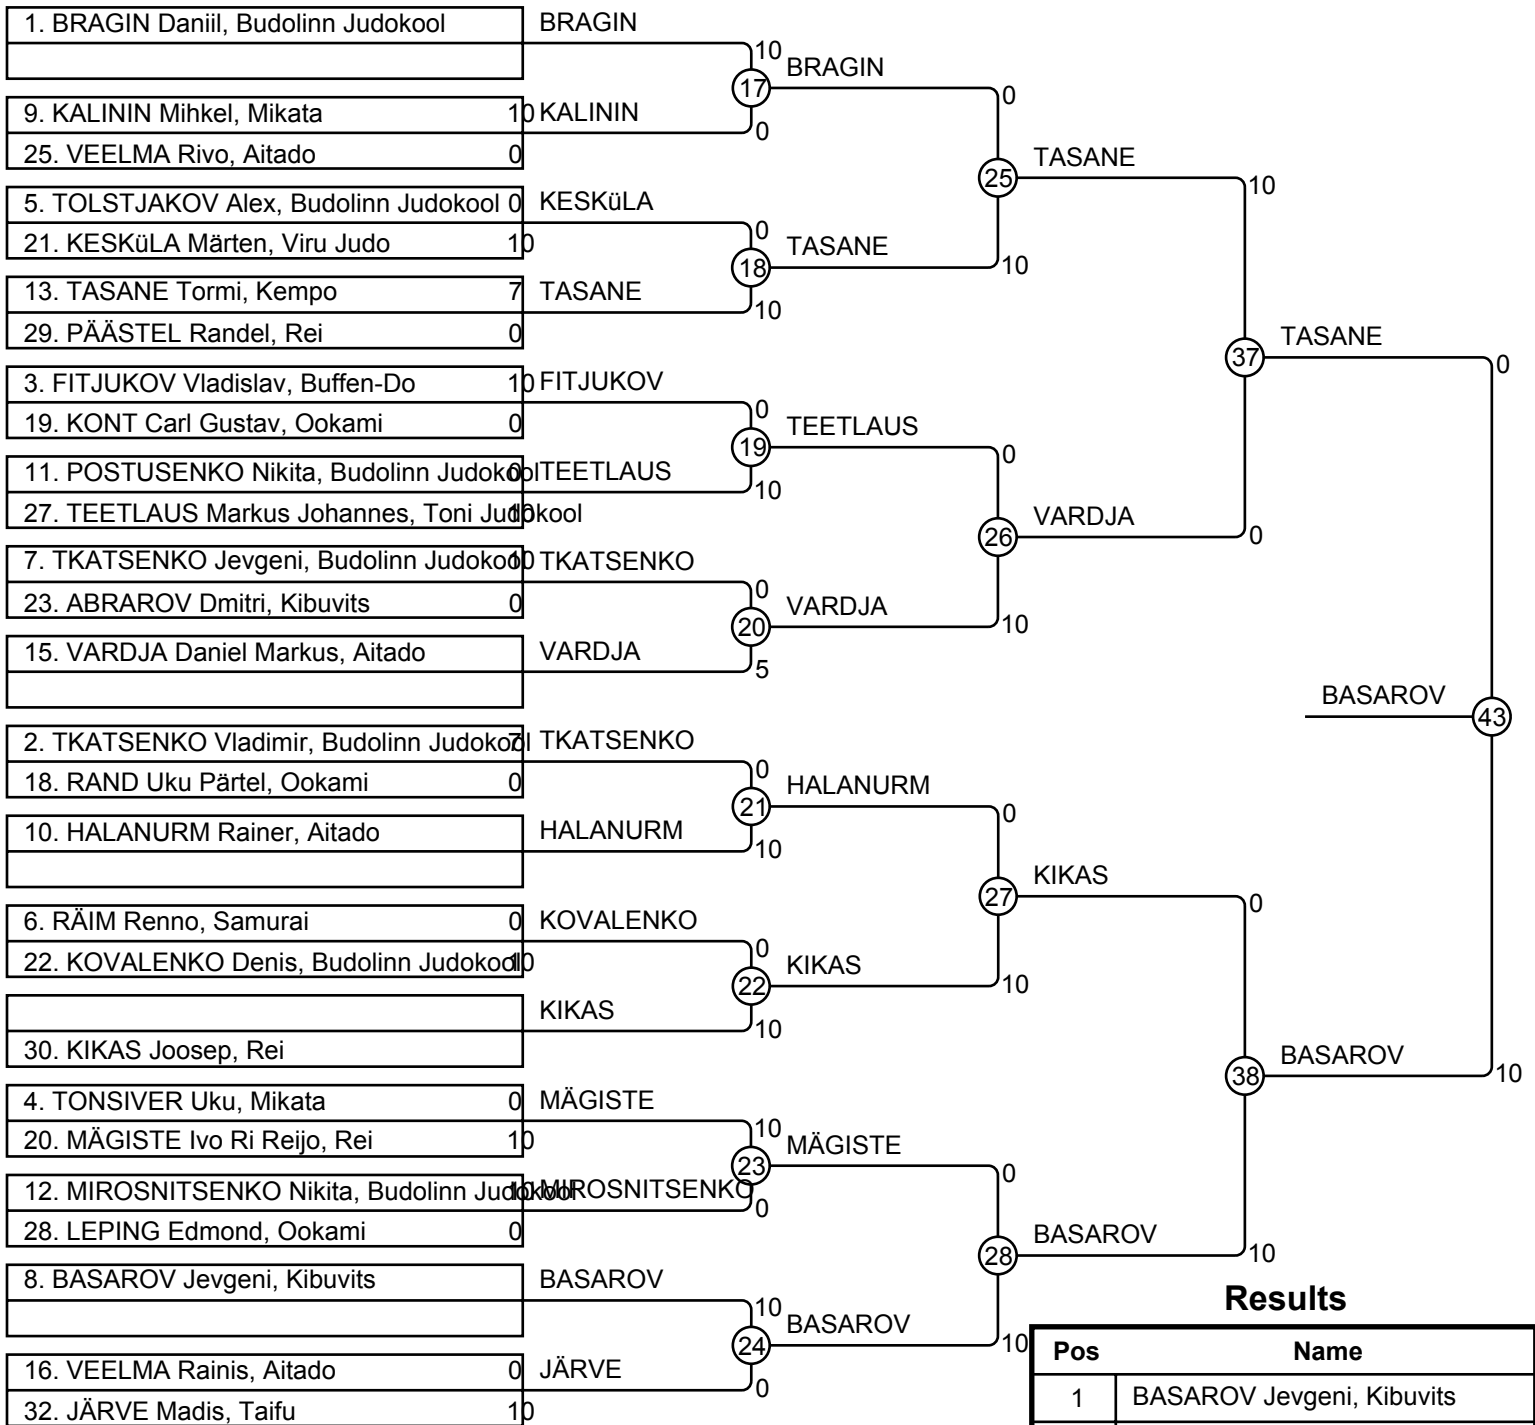 1. BRAGIN Daniil, Budolinn Judokool
BRAGIN
10
BRAGIN
17
0
9. KALININ Mihkel, Mikata 10
KALININ
0
25. VEELMA Rivo, Aitado 0
TASANE
25
10
5. TOLSTJAKOV Alex, Budolinn Judokool 0
KESKüLA
0
21. KESKüLA Märten, Viru Judo 10
TASANE
18
10
13. TASANE Tormi, Kempo 7
TASANE
10
29. PÄÄSTEL Randel, Rei 0
TASANE
37
0
3. FITJUKOV Vladislav, Buffen-Do 10
FITJUKOV
0
19. KONT Carl Gustav, Ookami 0
TEETLAUS
19
0
11. POSTUSENKO Nikita, Budolinn Judokool 0
TEETLAUS
10
27. TEETLAUS Markus Johannes, Toni Judokool 10
VARDJA
26
0
7. TKATSENKO Jevgeni, Budolinn Judokool 10
TKATSENKO
0
23. ABRAROV Dmitri, Kibuvits 0
VARDJA
20
10
15. VARDJA Daniel Markus, Aitado
VARDJA
5
BASAROV
43
2. TKATSENKO Vladimir, Budolinn Judokool 7
TKATSENKO
0
18. RAND Uku Pärtel, Ookami 0
HALANURM
21
0
10. HALANURM Rainer, Aitado
HALANURM
10
KIKAS
27
0
6. RÄIM Renno, Samurai 0
KOVALENKO
0
22. KOVALENKO Denis, Budolinn Judokool 10
KIKAS
22
10
KIKAS
10
30. KIKAS Joosep, Rei
BASAROV
38
10
4. TONSIVER Uku, Mikata 0
MÄGISTE
10
20. MÄGISTE Ivo Ri Reijo, Rei 10
MÄGISTE
23
0
12. MIROSNITSENKO Nikita, Budolinn Judokool 10
MIROSNITSENKO
0
28. LEPING Edmond, Ookami 0
BASAROV
28
10
8. BASAROV Jevgeni, Kibuvits
BASAROV
10
BASAROV
24
10
16. VEELMA Rainis, Aitado 0
JÄRVE
0
32. JÄRVE Madis, Taifu 10
Results
Pos Name
1 BASAROV Jevgeni, Kibuvits